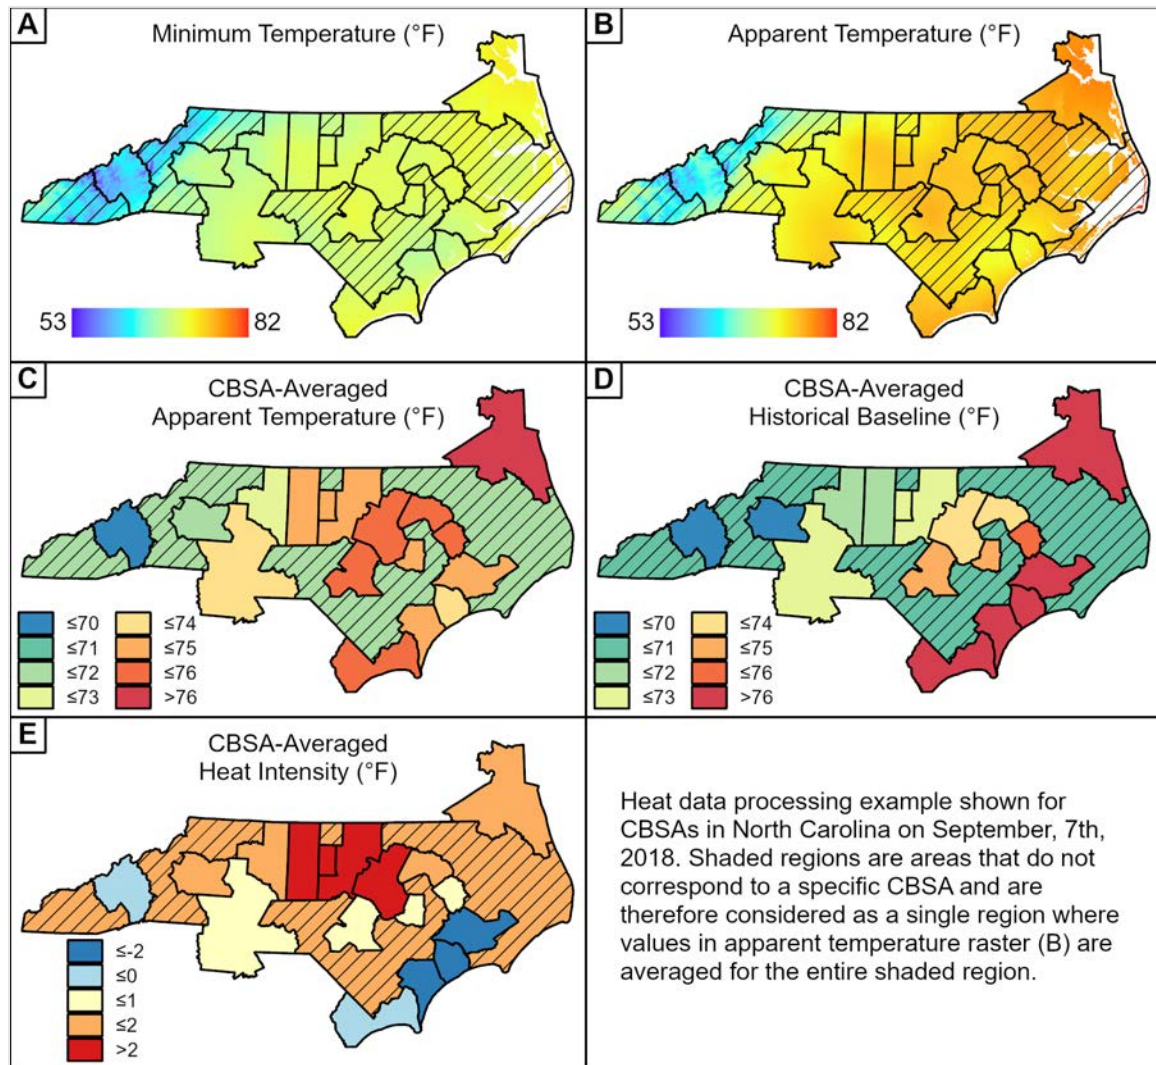 A
Minimum Temperature (°F)
53
82
B
Apparent Temperature (°F)
53
82
C
CBSA-Averaged
Apparent Temperature (°F)
≤70
≤71
≤72
≤73
≤74
≤75
≤76
>76
D
CBSA-Averaged
Historical Baseline (°F)
≤70
≤71
≤72
≤73
≤74
≤75
≤76
>76
E
CBSA-Averaged
Heat Intensity (°F)
≤-2
≤0
≤1
≤2
>2
Heat data processing example shown for
CBSAs in North Carolina on September, 7th,
2018. Shaded regions are areas that do not
correspond to a specific CBSA and are
therefore considered as a single region where
values in apparent temperature raster (B) are
averaged for the entire shaded region.